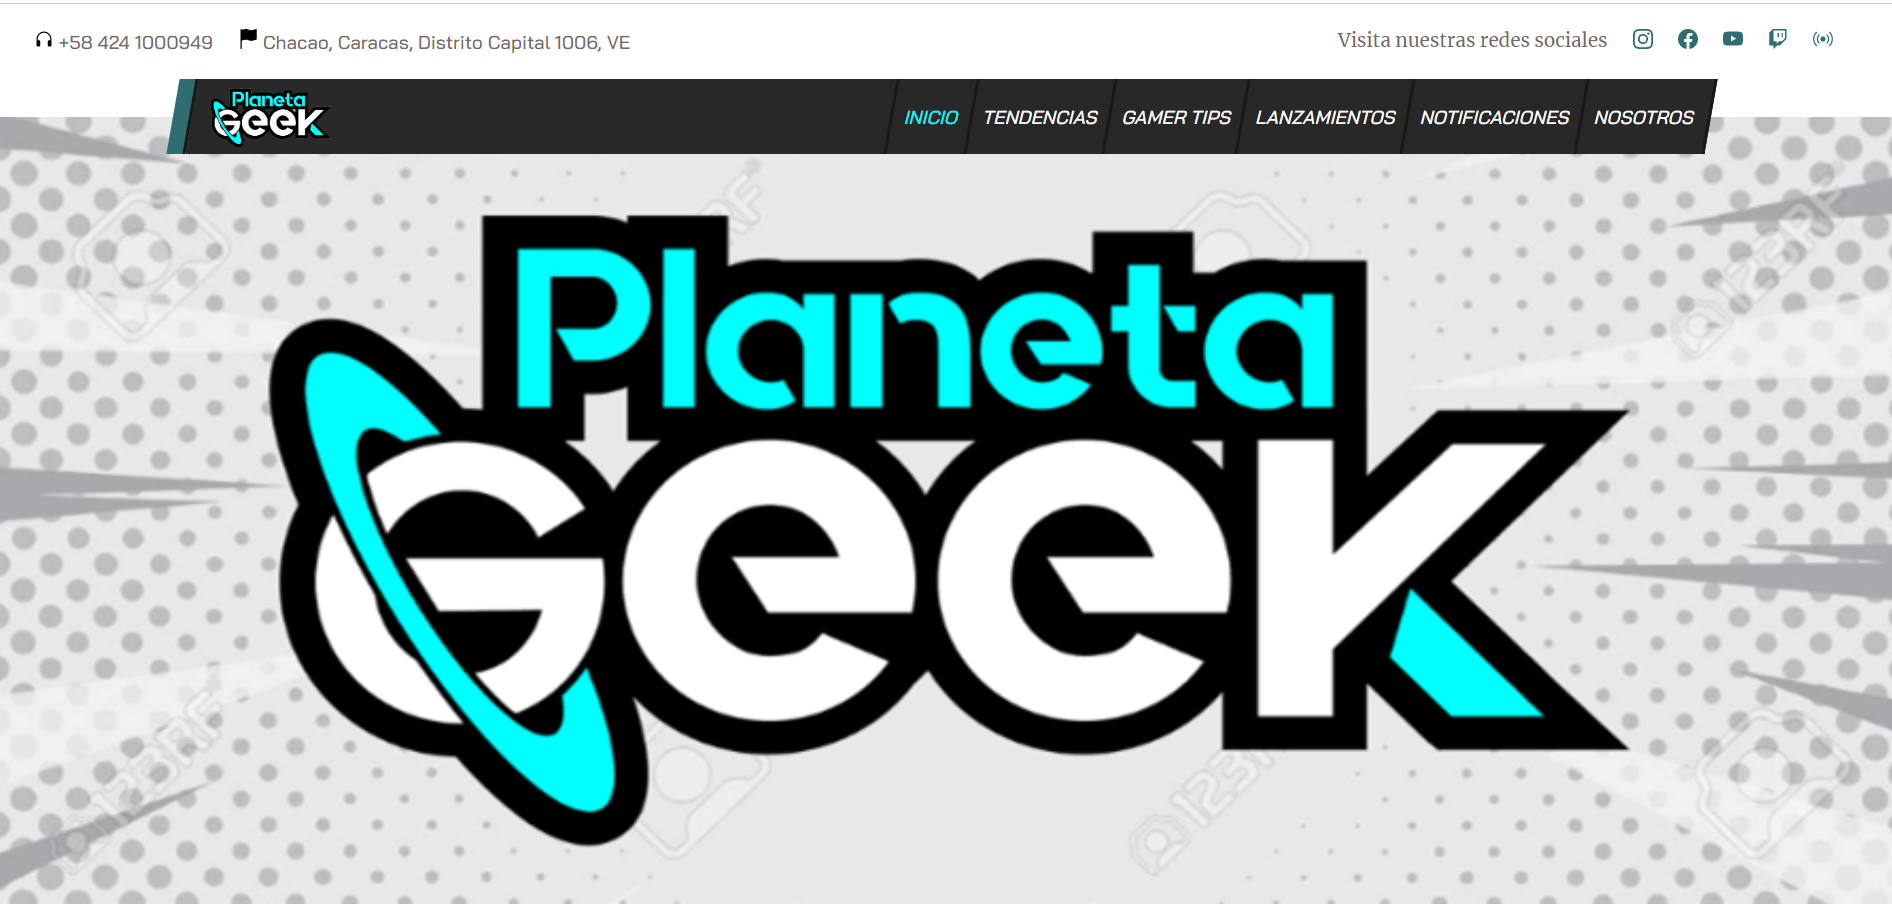 +58 424 1000949
Chacao, Caracas, Distrito Capital 1006, VE
Visita nuestras redes sociales
Planeta
GeeK
INICIO
TENDENCIAS
GAMER TIPS
LANZAMIENTOS
NOTIFICACIONES
NOSOTROS
Planeta
GeeK
123RF
123RF
123RF
123RF